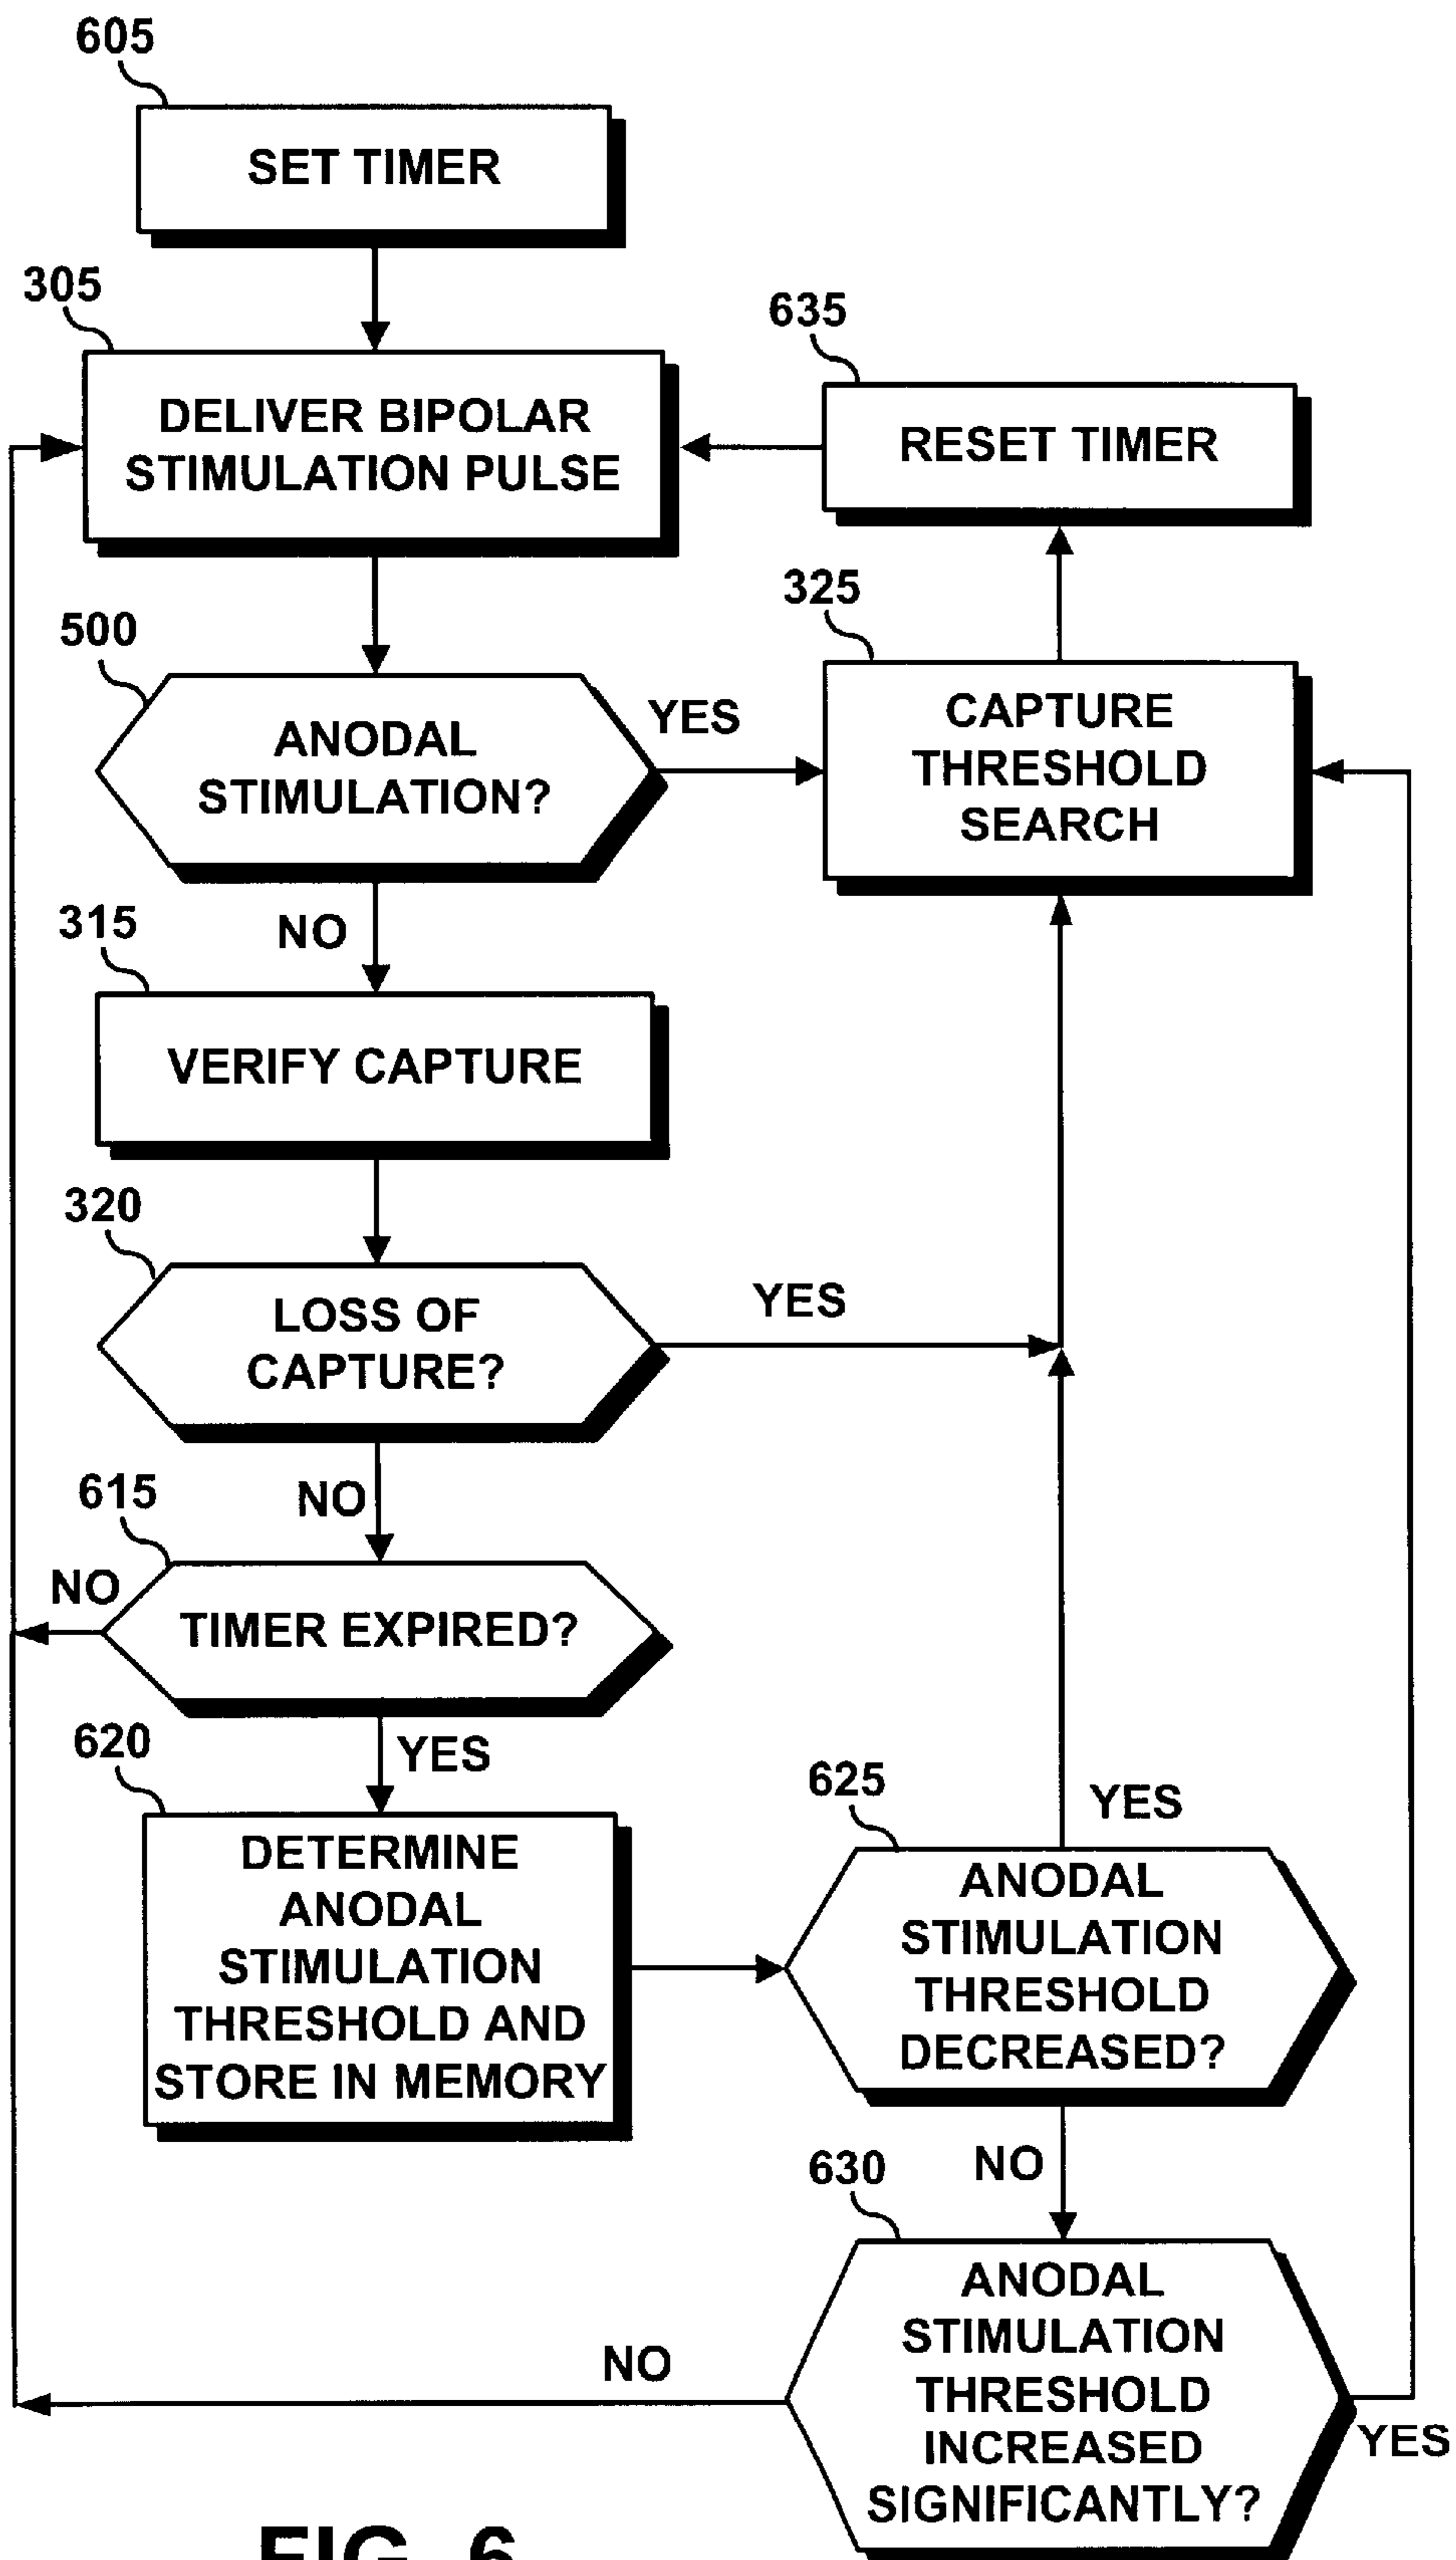 605
SET TIMER
305
DELIVER BIPOLAR
STIMULATION PULSE
635
RESET TIMER
500
ANODAL
STIMULATION?
YES
325
CAPTURE
THRESHOLD
SEARCH
NO
315
VERIFY CAPTURE
320
LOSS OF
CAPTURE?
YES
NO
615
NO
TIMER EXPIRED?
YES
620
DETERMINE
ANODAL
STIMULATION
THRESHOLD AND
STORE IN MEMORY
625
YES
ANODAL
STIMULATION
THRESHOLD
DECREASED?
NO
630
ANODAL
STIMULATION
THRESHOLD
INCREASED
SIGNIFICANTLY?
NO
YES
FIG. 6